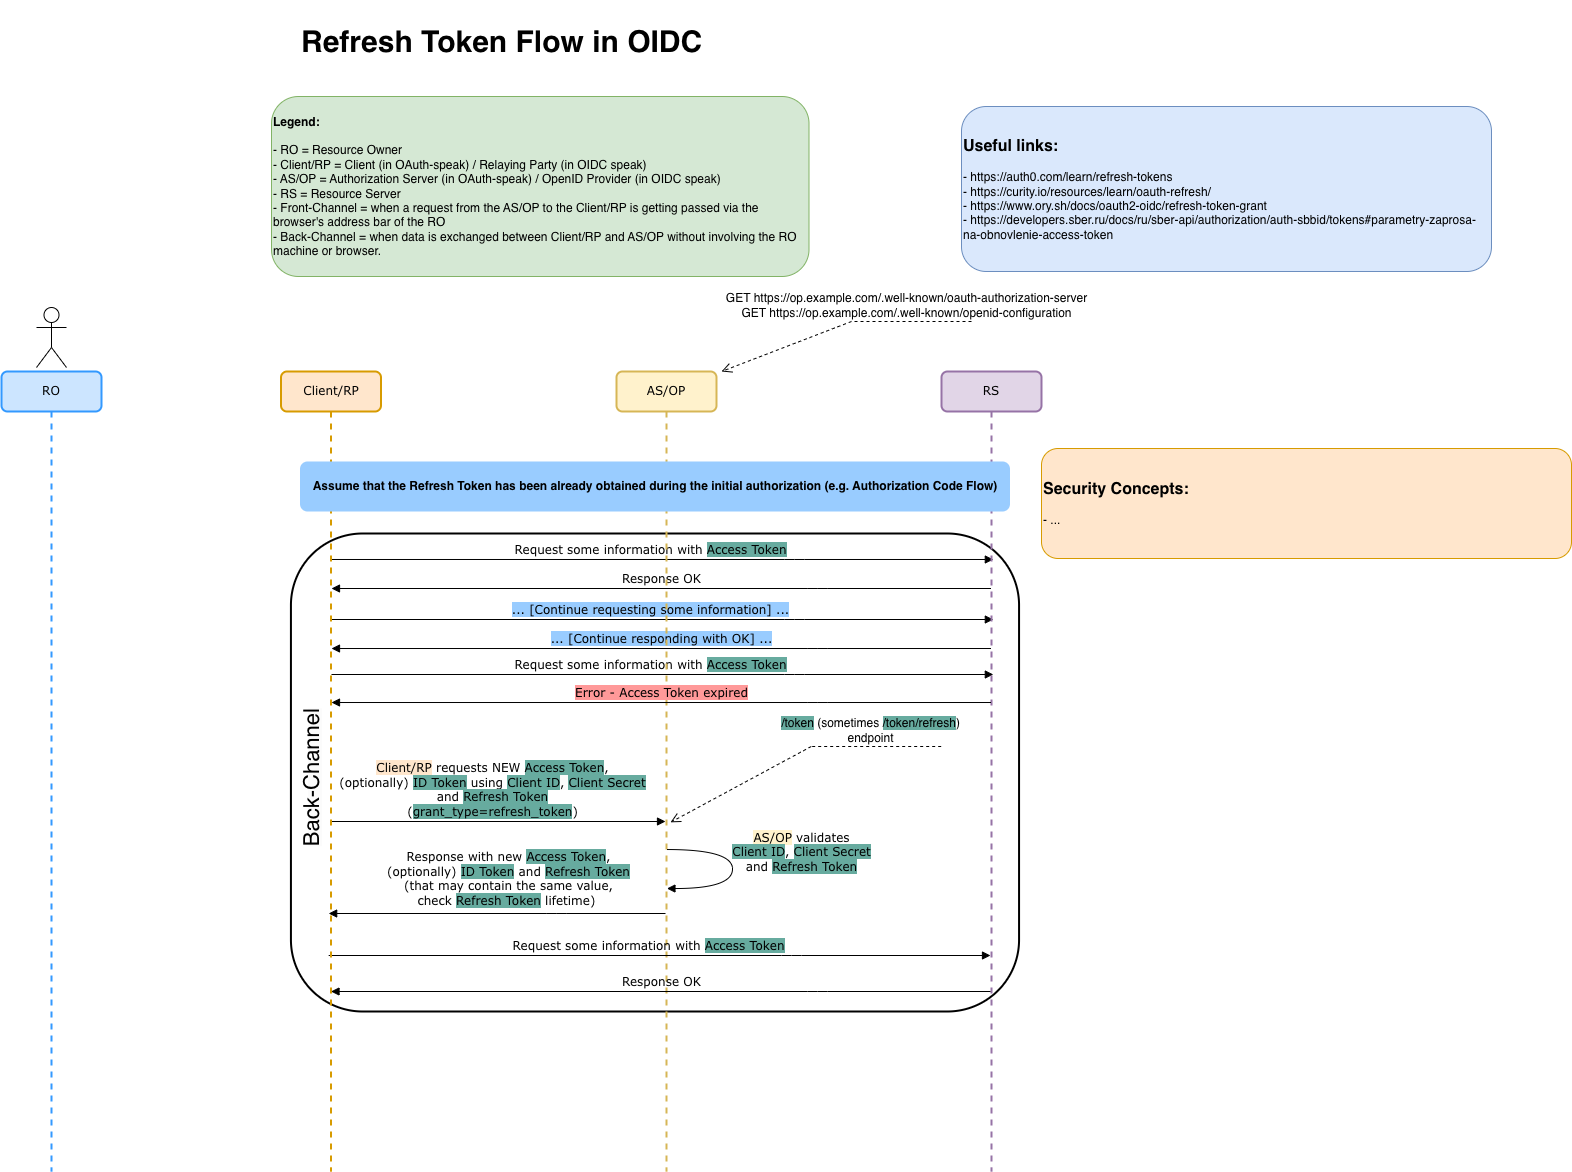 Refresh Token Flow in OIDC
Legend:
- RO = Resource Owner
- Client/RP = Client (in OAuth-speak) / Relaying Party (in OIDC speak)
- AS/OP = Authorization Server (in OAuth-speak) / OpenID Provider (in OIDC speak)
- RS = Resource Server
- Front-Channel = when a request from the AS/OP to the Client/RP is getting passed via the
browser's address bar of the RO
- Back-Channel = when data is exchanged between Client/RP and AS/OP without involving the RO
machine or browser.
Useful links:
- https://auth0.com/learn/refresh-tokens
- https://curity.io/resources/learn/oauth-refresh/
- https://www.ory.sh/docs/oauth2-oidc/refresh-token-grant
- https://developers.sber.ru/docs/ru/sber-api/authorization/auth-sbbid/tokens#parametry-zaprosa-
na-obnovlenie-access-token
GET https://op.example.com/.well-known/oauth-authorization-server
GET https://op.example.com/.well-known/openid-configuration
RO
Client/RP
AS/OP
RS
Assume that the Refresh Token has been already obtained during the initial authorization (e.g. Authorization Code Flow)
Security Concepts:
- ...
Back-Channel
Request some information with Access Token
Response OK
... [Continue requesting some information] ...
... [Continue responding with OK] ...
Request some information with Access Token
Error - Access Token expired
/token (sometimes /token/refresh)
endpoint
Client/RP requests NEW Access Token,
(optionally) ID Token using Client ID, Client Secret
and Refresh Token
(grant_type=refresh_token)
AS/OP validates
Client ID, Client Secret
and Refresh Token
Response with new Access Token,
(optionally) ID Token and Refresh Token
(that may contain the same value,
check Refresh Token lifetime)
Request some information with Access Token
Response OK